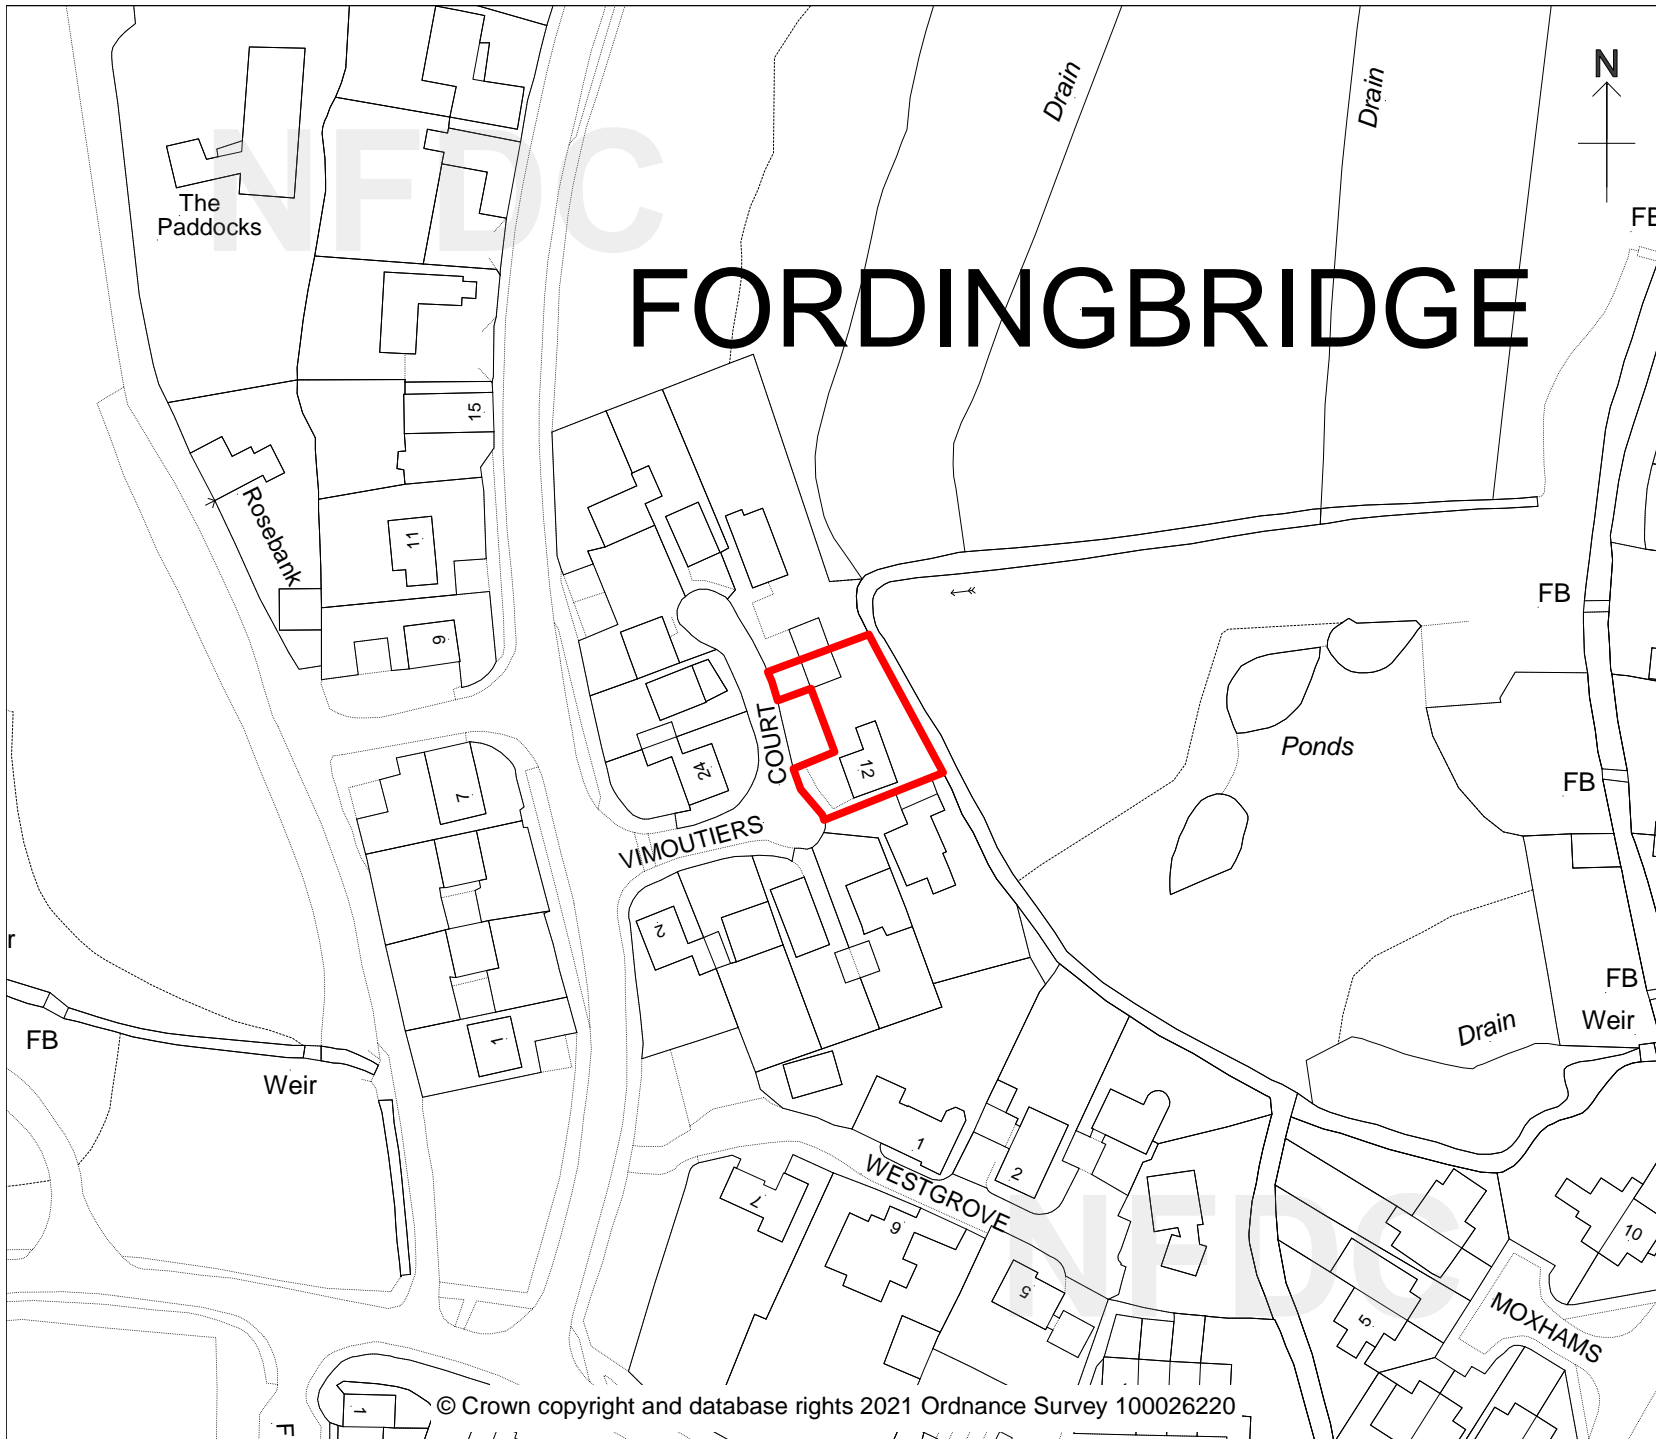 N
Drain
Drain
NFDC
The
Paddocks
FB
FORDINGBRIDGE
15
Rosebank
11
9
FB
COURT
12
24
Ponds
7
FB
VIMOUTIERS
2
r
FB
FB
Weir
Drain
1
Weir
1
2
WESTGROVE
7
6
NFDC
10
5
MOXHAMS
5
1
© Crown copyright and database rights 2021 Ordnance Survey 100026220